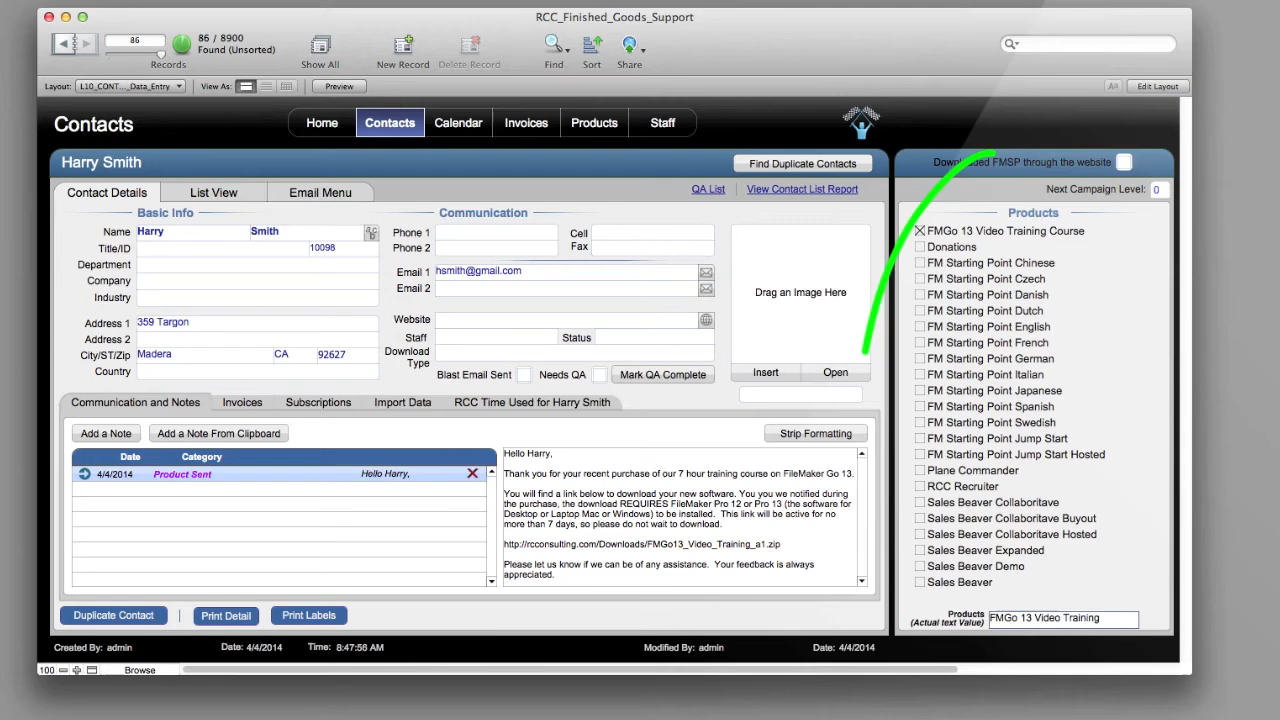 RCC_Finished_Goods_Support
86
86 / 8900
Found (Unsorted)
Records
Show All
New Record
Delete Record
Find
Sort
Share
Layout: L10_CONT..._Data_Entry
View As:
Preview
Aa
Edit Layout
Contacts
Home
Contacts
Calendar
Invoices
Products
Staff
Harry Smith
Find Duplicate Contacts
Contact Details
List View
Email Menu
QA List
View Contact List Report
Basic Info
Name Harry Smith
Title/ID 10098
Department
Company
Industry
Address 1 359 Targon
Address 2
City/ST/Zip Madera CA 92627
Country
Communication
Phone 1
Cell
Phone 2
Fax
Email 1 hsmith@gmail.com
Email 2
Website
Staff
Status
Download
Type
Blast Email Sent
Needs QA
Mark QA Complete
Drag an Image Here
Insert
Open
Communication and Notes
Invoices
Subscriptions
Import Data
RCC Time Used for Harry Smith
Add a Note
Add a Note From Clipboard
Strip Formatting
Date
Category
4/4/2014 Product Sent Hello Harry,
Hello Harry,
Thank you for your recent purchase of our 7 hour training course on FileMaker Go 13.
You will find a link below to download your new software. You you we notified during
the purchase, the download REQUIRES FileMaker Pro 12 or Pro 13 (the software for
Desktop or Laptop Mac or Windows) to be installed. This link will be active for no
more than 7 days, so please do not wait to download.
http://rcconsulting.com/Downloads/FMGo13_Video_Training_a1.zip
Please let us know if we can be of any assistance. Your feedback is always
appreciated.
Duplicate Contact
Print Detail
Print Labels
Created By: admin
Date: 4/4/2014
Time: 8:47:56 AM
Modified By: admin
Date: 4/4/2014
100
Browse
Downloaded FMSP through the website
Next Campaign Level: 0
Products
FMGo 13 Video Training Course
Donations
FM Starting Point Chinese
FM Starting Point Czech
FM Starting Point Danish
FM Starting Point Dutch
FM Starting Point English
FM Starting Point French
FM Starting Point German
FM Starting Point Italian
FM Starting Point Japanese
FM Starting Point Spanish
FM Starting Point Swedish
FM Starting Point Jump Start
FM Starting Point Jump Start Hosted
Plane Commander
RCC Recruiter
Sales Beaver Collaboritave
Sales Beaver Collaboritave Buyout
Sales Beaver Collaboritave Hosted
Sales Beaver Expanded
Sales Beaver Demo
Sales Beaver
Products
(Actual text Value)
FMGo 13 Video Training